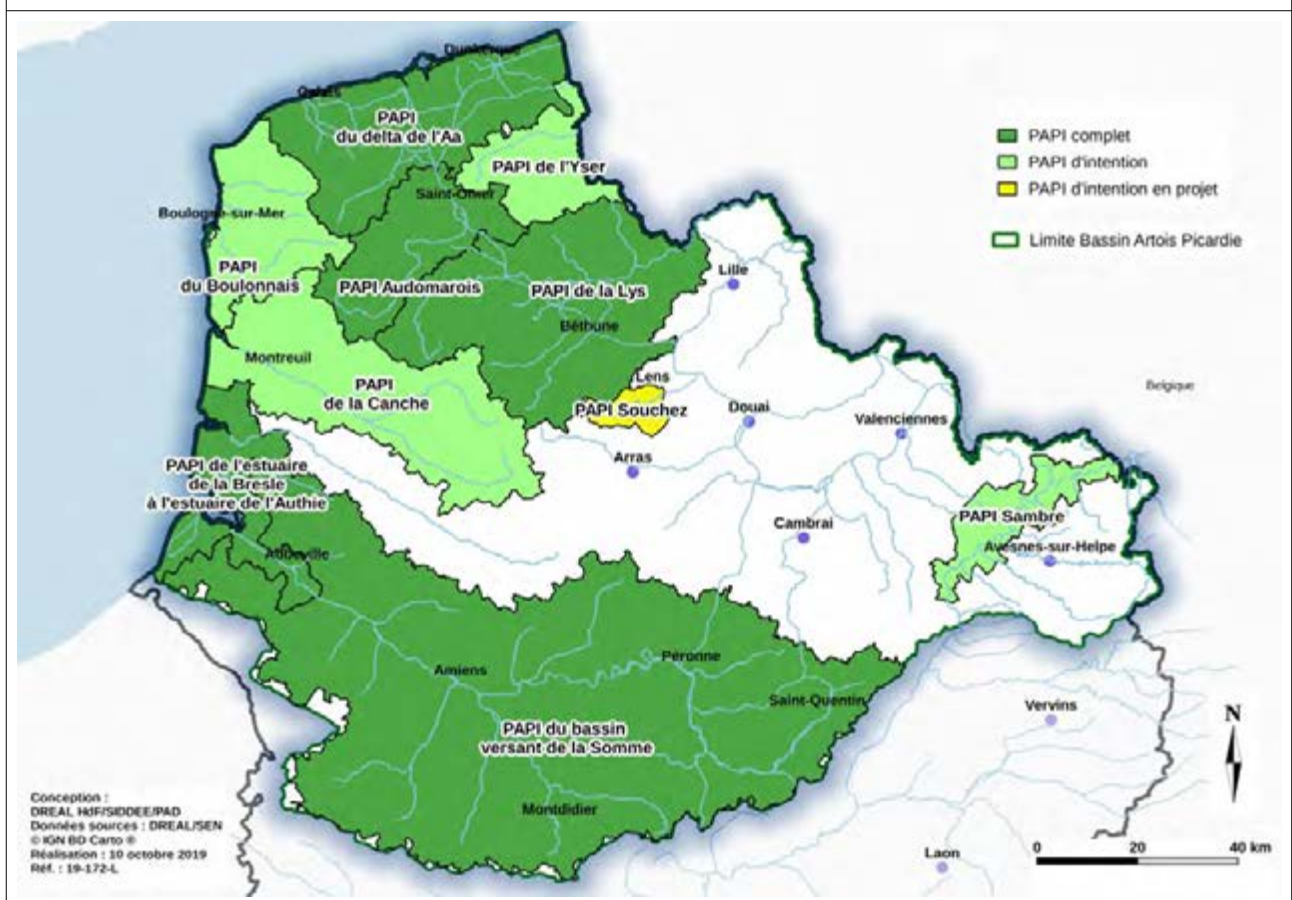 Dunkerque
Calais
PAPI
du delta de l'Aa
PAPI de l'Yser
Saint-Omer
Boulogne-sur-Mer
PAPI
du Boulonnais
PAPI Audomarois
PAPI de la Lys
Lille
Béthune
Montreuil
PAPI
de la Canche
Lens
PAPI Souchez
Douai
Valenciennes
Arras
PAPI de l'estuaire
de la Bresle
à l'estuaire de l'Authie
Cambrai
PAPI Sambre
Avesnes-sur-Helpe
Abbeville
Amiens
Péronne
Saint-Quentin
PAPI du bassin
versant de la Somme
Montdidier
Vervins
Laon
Belgique
PAPI complet
PAPI d'intention
PAPI d'intention en projet
Limite Bassin Artois Picardie
N
0 20 40 km
Conception :
DREAL HdF/SIDDEE/PAD
Données sources : DREAL/SEN
© IGN BD Carto ®
Réalisation : 10 octobre 2019
Réf. : 19-172-L